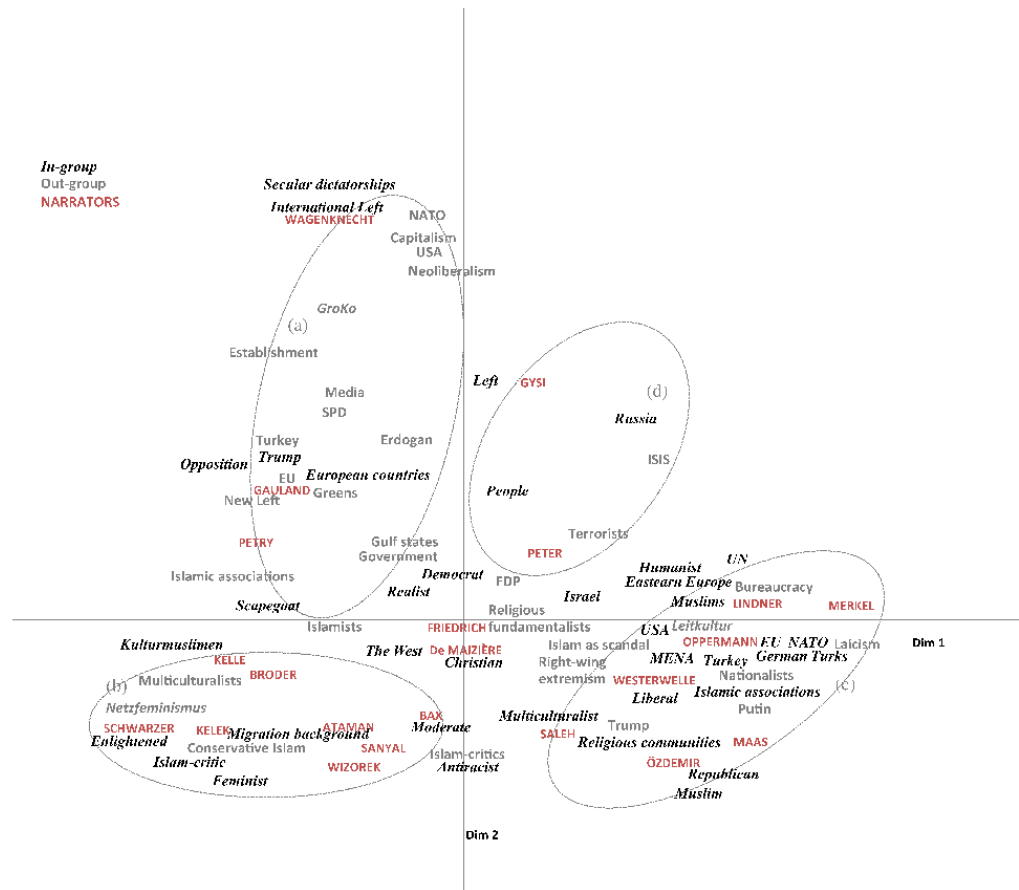 In-group
Out-group
NARRATORS
Secular dictatorships
International Left
WAGENKNECHT
NATO
Capitalism
USA
Neoliberalism
GroKo
(a)
Establishment
Media
SPD
Left
GYSI
(d)
Russia
Turkey
Erdogan
Opposition
Trump
European countries
ISIS
EU
GAULAND
Greens
New Left
People
PETRY
Gulf states
Government
Terrorists
PETER
Islamic associations
Democrat
FDP
Realist
Scapegoat
Israel
Humanist
UN
Eastearn Europe
Bureaucracy
Muslims
LINDNER
MERKEL
Religious
fundamentalists
Islamists
FRIEDRICH
USA
Leitkultur
Kulturmuslimen
The West
De MAIZIÈRE
Christian
Islam as scandal
OPPERMANN
EU
NATO
Laicism
Dim 1
KELLE
Right-wing
extremism
MENA
Turkey
German Turks
BRODER
Multiculturalists
(b)
WESTERWELLE
Nationalists
Liberal
Islamic associations
(c)
Netzfeminismus
Putin
BAX
Multiculturalist
SCHWARZER
KELEK
ATAMAN
Moderate
Trump
Enlightened
Migration background
SALEH
Religious communities
MAAS
Conservative Islam
SANYAL
Islam-critics
Islam-critic
WIZOREK
Antiracist
ÖZDEMIR
Feminist
Republican
Muslim
Dim 2